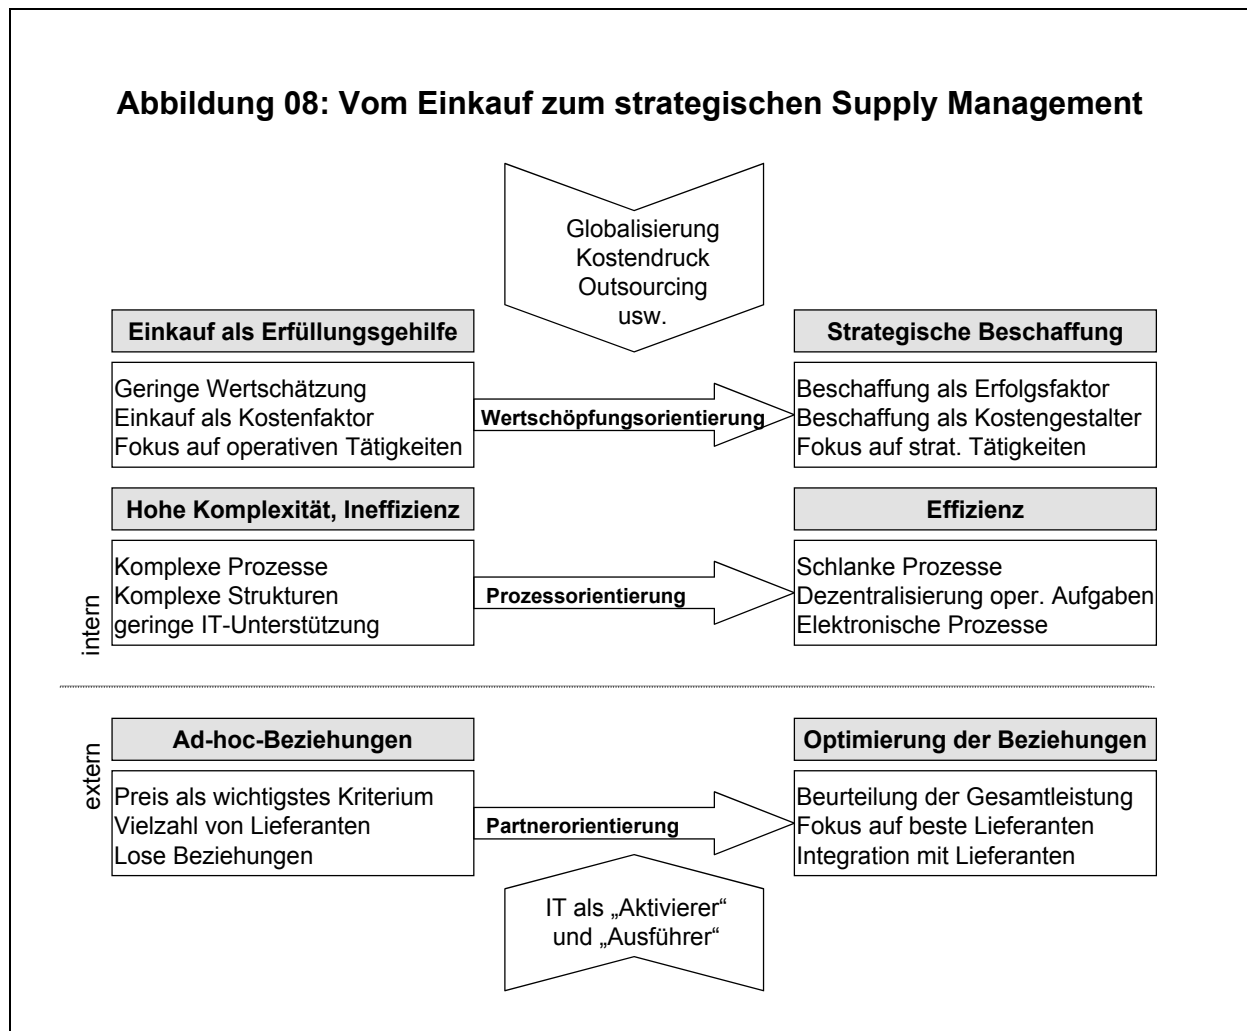 Abbildung 08: Vom Einkauf zum strategischen Supply Management
Globalisierung
Kostendruck
Outsourcing
usw.
Einkauf als Erfüllungsgehilfe
Geringe Wertschätzung
Einkauf als Kostenfaktor
Fokus auf operativen Tätigkeiten
Wertschöpfungsorientierung
Strategische Beschaffung
Beschaffung als Erfolgsfaktor
Beschaffung als Kostengestalter
Fokus auf strat. Tätigkeiten
intern
Hohe Komplexität, Ineffizienz
Komplexe Prozesse
Komplexe Strukturen
geringe IT-Unterstützung
Prozessorientierung
Effizienz
Schlanke Prozesse
Dezentralisierung oper. Aufgaben
Elektronische Prozesse
extern
Ad-hoc-Beziehungen
Preis als wichtigstes Kriterium
Vielzahl von Lieferanten
Lose Beziehungen
Partnerorientierung
Optimierung der Beziehungen
Beurteilung der Gesamtleistung
Fokus auf beste Lieferanten
Integration mit Lieferanten
IT als „Aktivierer“
und „Ausführer“